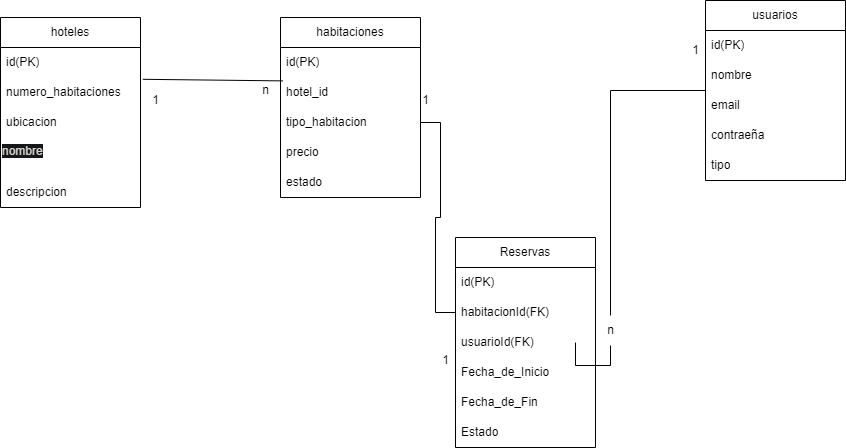 hoteles
id(PK)
numero_habitaciones
ubicacion
nombre
descripcion
1
n
habitaciones
id(PK)
hotel_id
tipo_habitacion
precio
estado
1
usuarios
id(PK)
nombre
email
contraeña
tipo
1
n
Reservas
id(PK)
habitacionId(FK)
usuarioId(FK)
Fecha_de_Inicio
Fecha_de_Fin
Estado
1